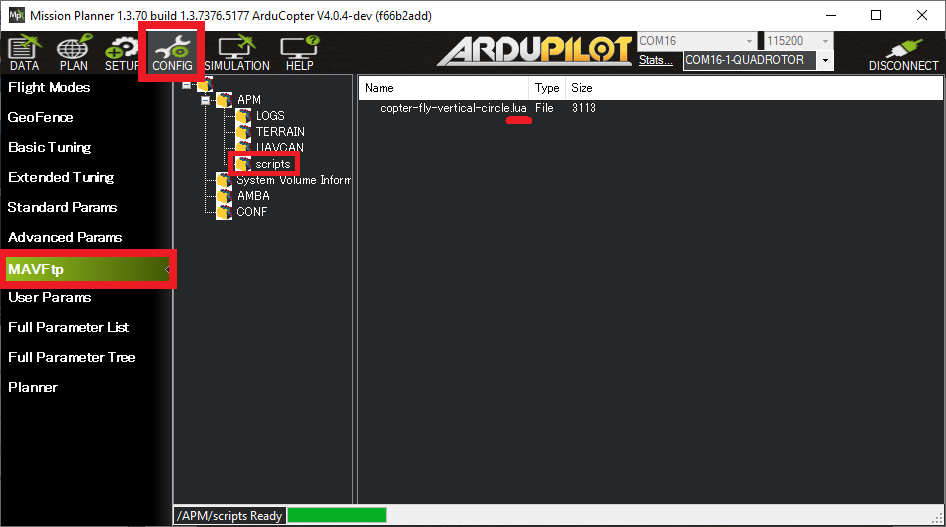 Mission Planner 1.3.70 build 1.3.7376.5177 ArduCopter V4.0.4-dev (f66b2add)
DATA PLAN SETUP CONFIG SIMULATION HELP
ARDUPILOT
COM16 115200
Stats... COM16-1-QUADROTOR
DISCONNECT
Flight Modes
GeoFence
Basic Tuning
Extended Tuning
Standard Params
Advanced Params
MAVFtp
User Params
Full Parameter List
Full Parameter Tree
Planner
APM
LOGS
TERRAIN
UAVCAN
scripts
System Volume Inform
AMBA
CONF
Name Type Size
copter-fly-vertical-circle.lua File 3113
/APM/scripts Ready